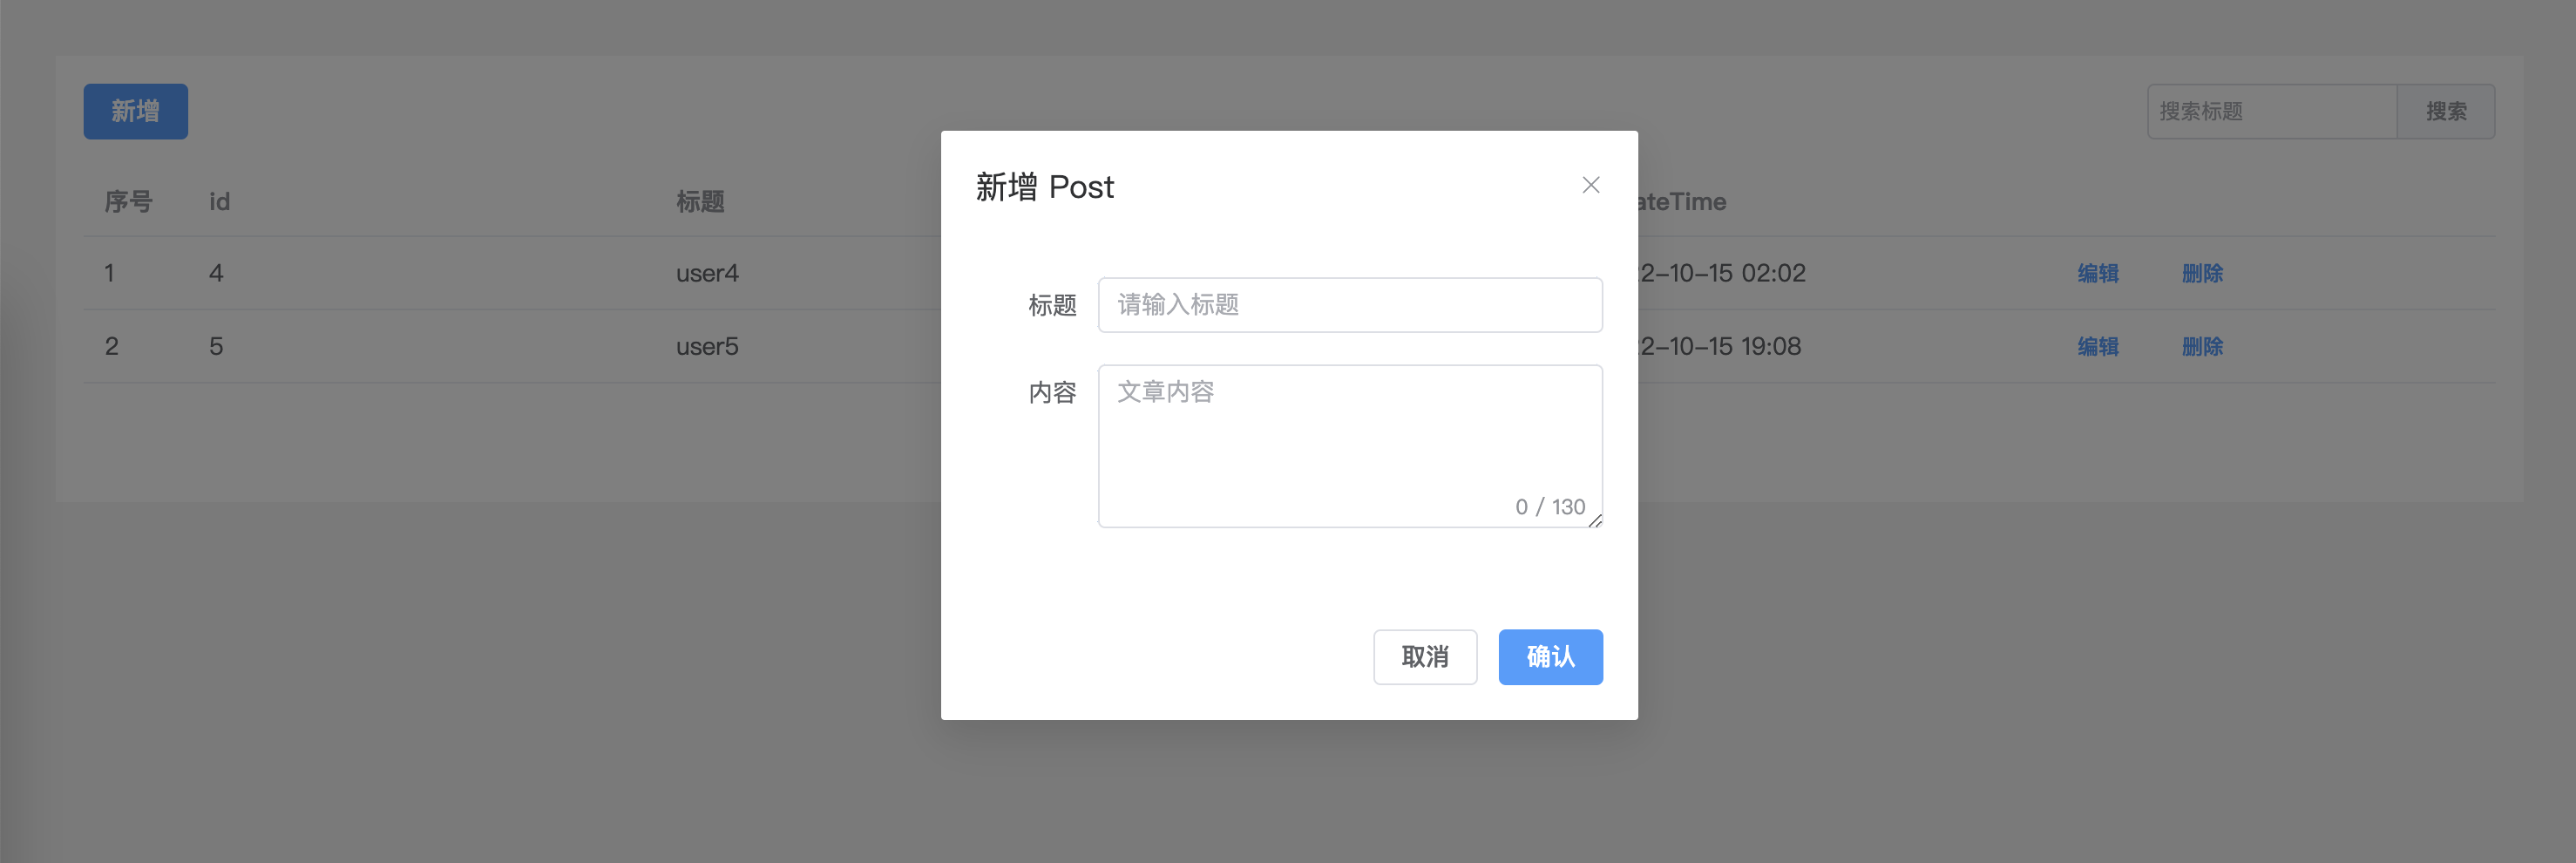 新增
搜索标题 搜索
序号 id 标题 ateTime
1 4 user4 2-10-15 02:02 编辑 删除
2 5 user5 2-10-15 19:08 编辑 删除
新增 Post
标题 请输入标题
内容 文章内容
0 / 130
取消 确认